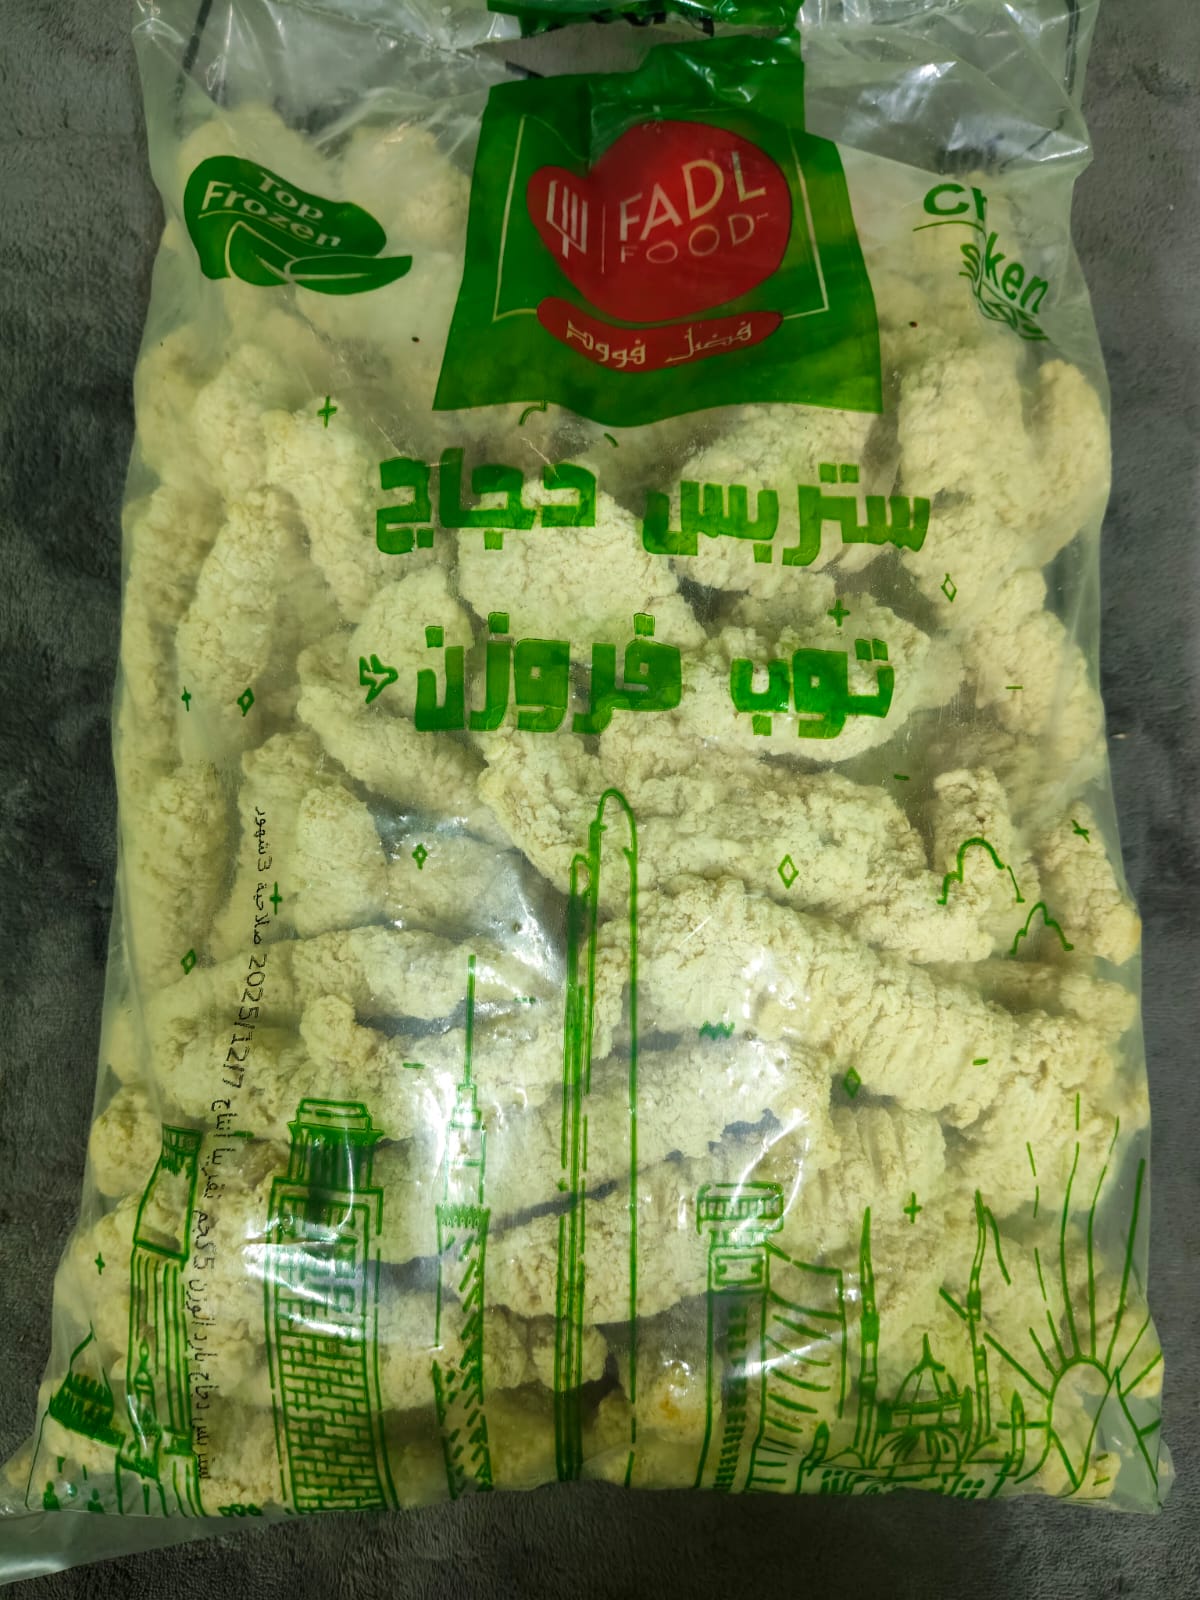 Top
Frozen
FADL
FOOD
فضل فوود
Ch
ken
ستربس دجاج
توب فروزن
ستربس دجاج بارد الوزن 5 كجم تقريبا أنتاج 2025/12/7 صلاحية 3 شهور